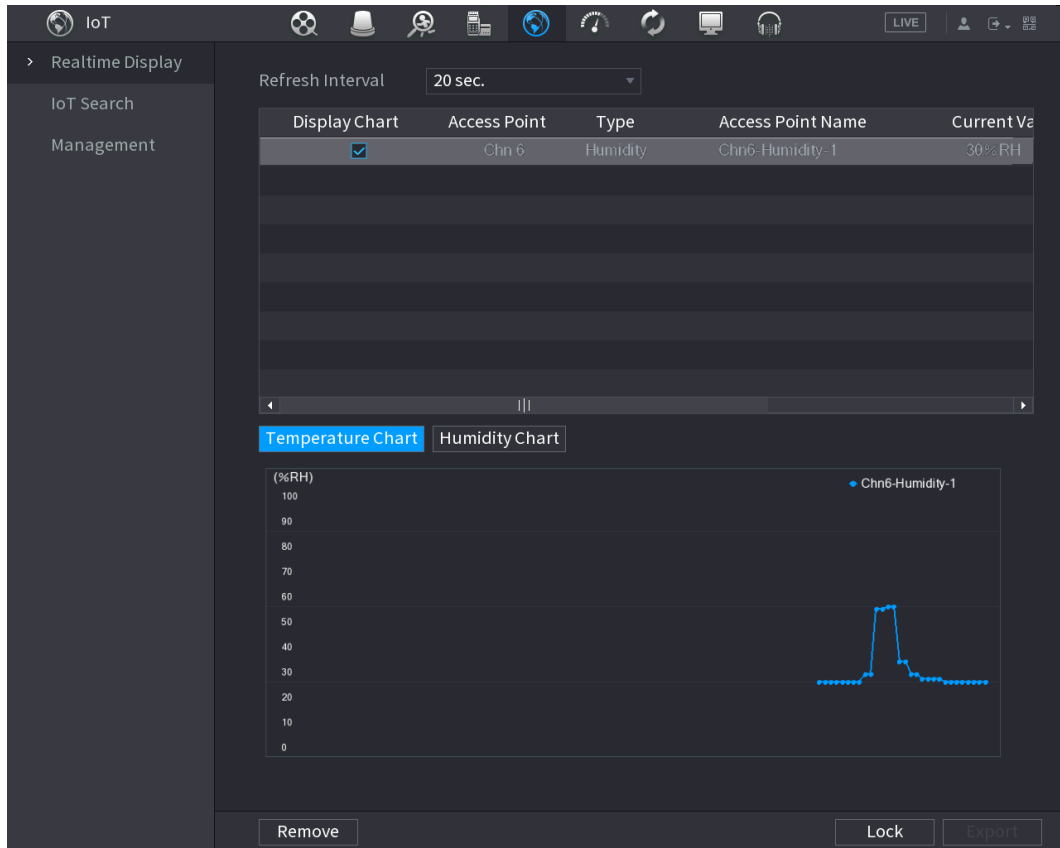 IoT
LIVE
Realtime Display
IoT Search
Management
Refresh Interval 20 sec.
Display Chart Access Point Type Access Point Name Current Va
Chn 6 Humidity Chn6-Humidity-1 30%RH
Temperature Chart Humidity Chart
(%RH)
Chn6-Humidity-1
100
90
80
70
60
50
40
30
20
10
0
Remove Lock Export